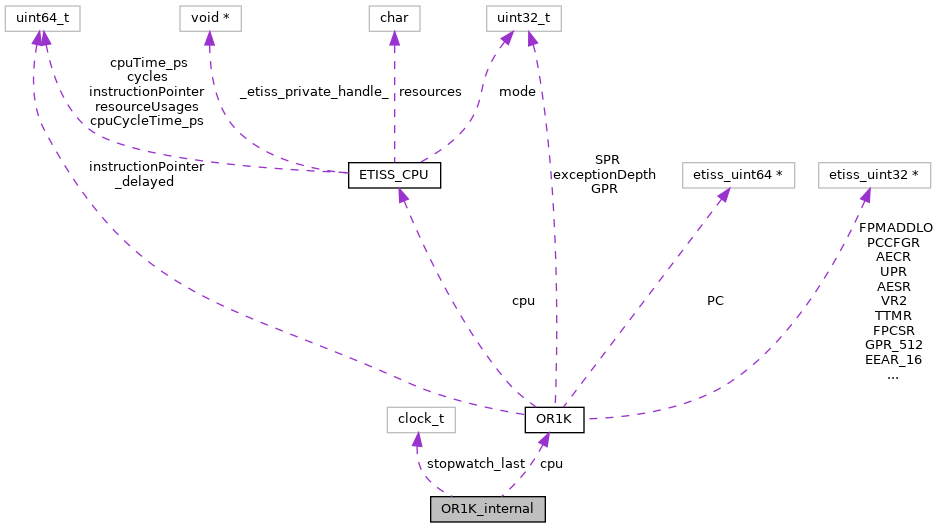 uint64_t
void *
char
uint32_t
cpuTime_ps
cycles
instructionPointer
resourceUsages
cpuCycleTime_ps
_etiss_private_handle_
resources
mode
instructionPointer
_delayed
ETISS_CPU
SPR
exceptionDepth
GPR
etiss_uint64 *
etiss_uint32 *
FPMADDLO
PCCFGR
AECR
UPR
AESR
VR2
TTMR
FPCSR
GPR_512
EEAR_16
...
cpu
PC
clock_t
OR1K
stopwatch_last
cpu
OR1K_internal